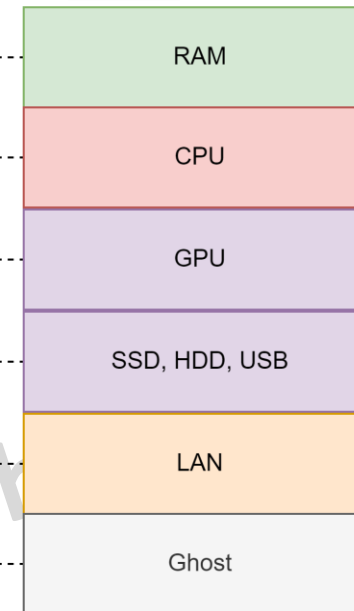 RAM
CPU
GPU
SSD, HDD, USB
LAN
Ghost